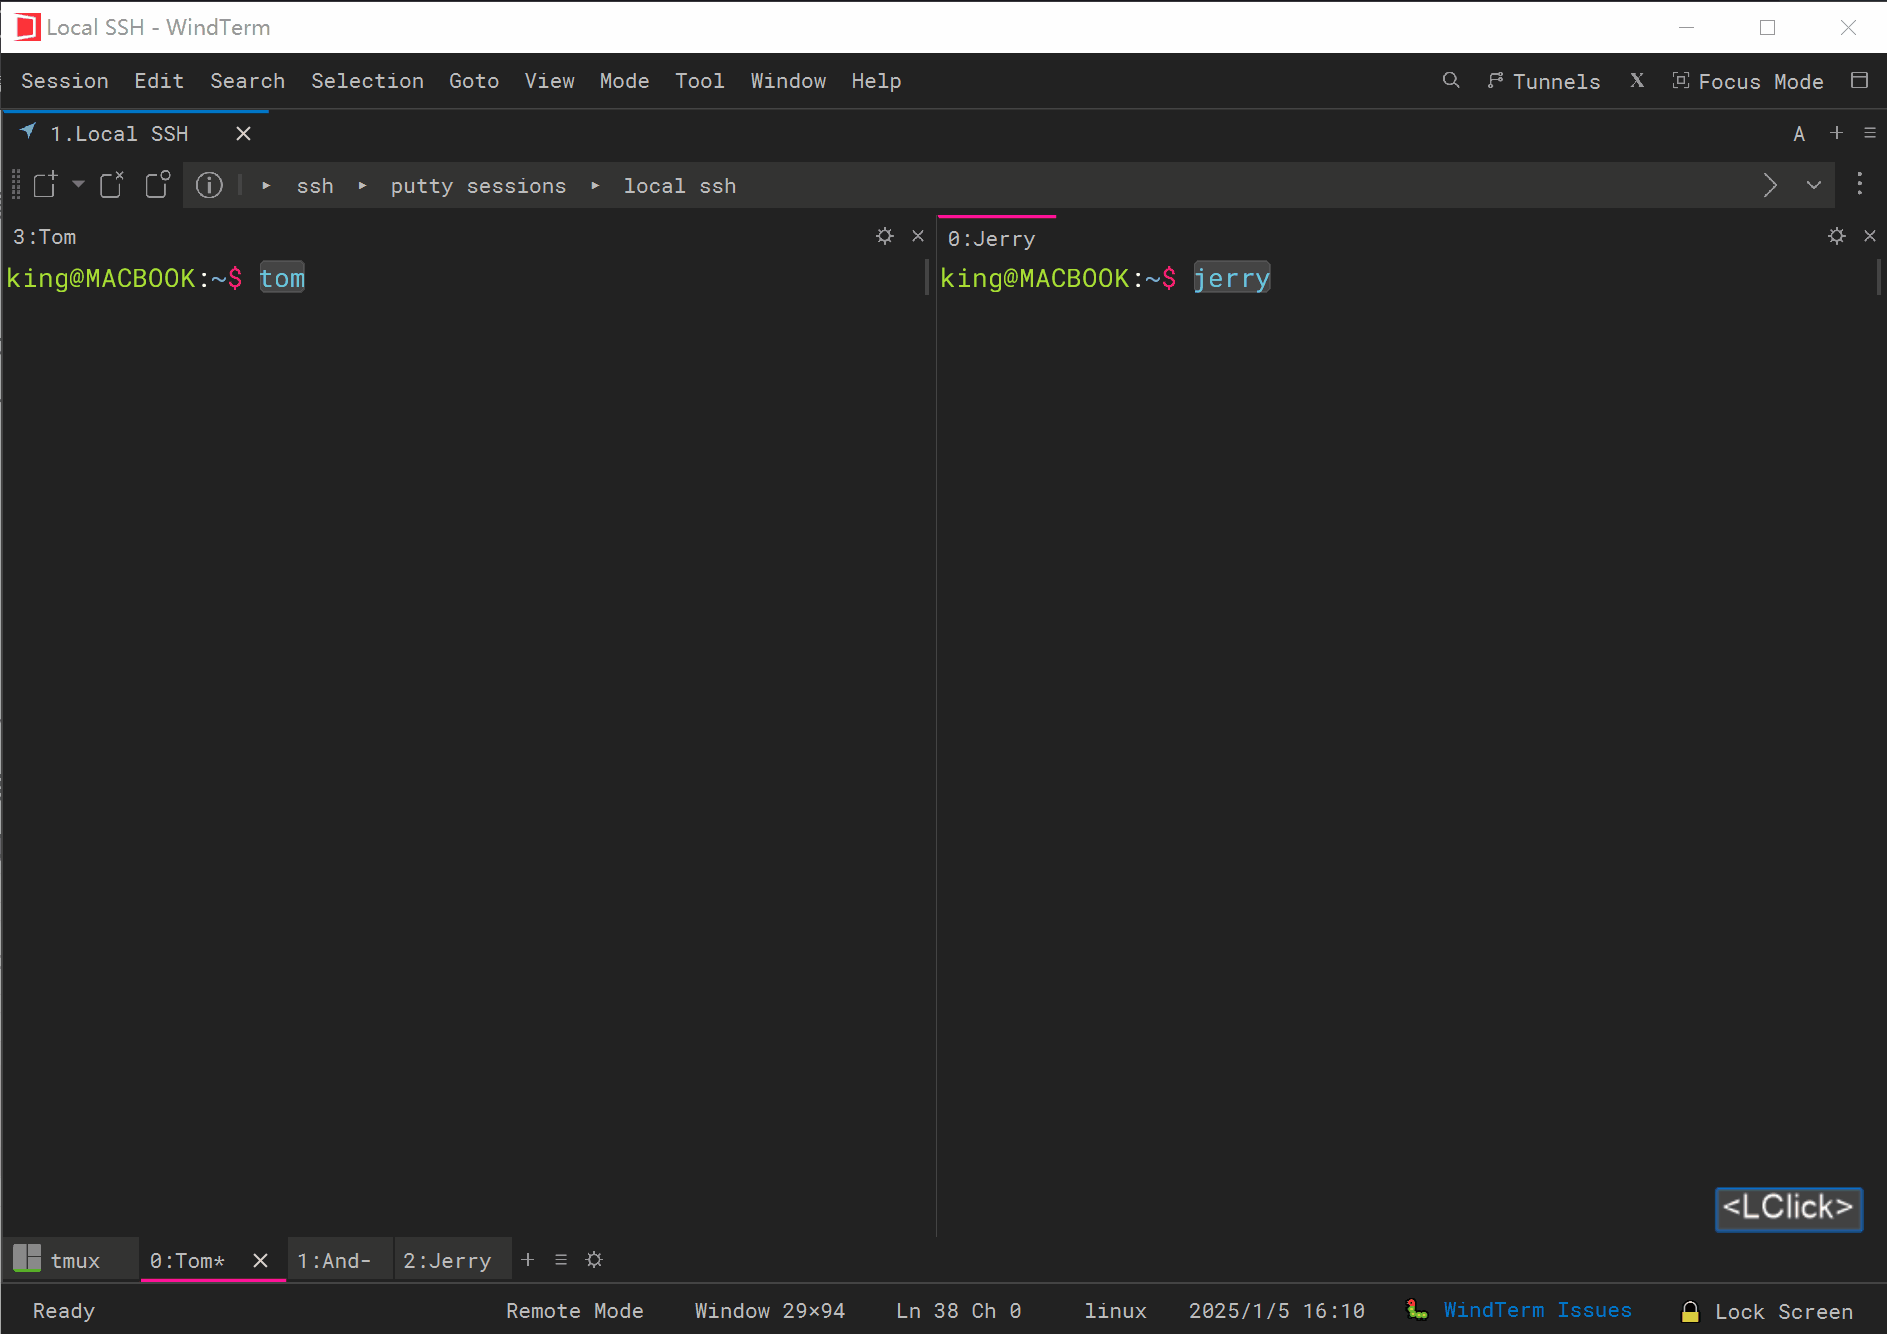 Local SSH - WindTerm
Session Edit Search Selection Goto View Mode Tool Window Help Tunnels X Focus Mode
1.Local SSH A
ssh putty sessions local ssh
3:Tom
king@MACBOOK:~$ tom
0:Jerry
king@MACBOOK:~$ jerry
<LClick>
tmux 0:Tom* 1:And- 2:Jerry
Ready Remote Mode Window 29×94 Ln 38 Ch 0 linux 2025/1/5 16:10 WindTerm Issues Lock Screen